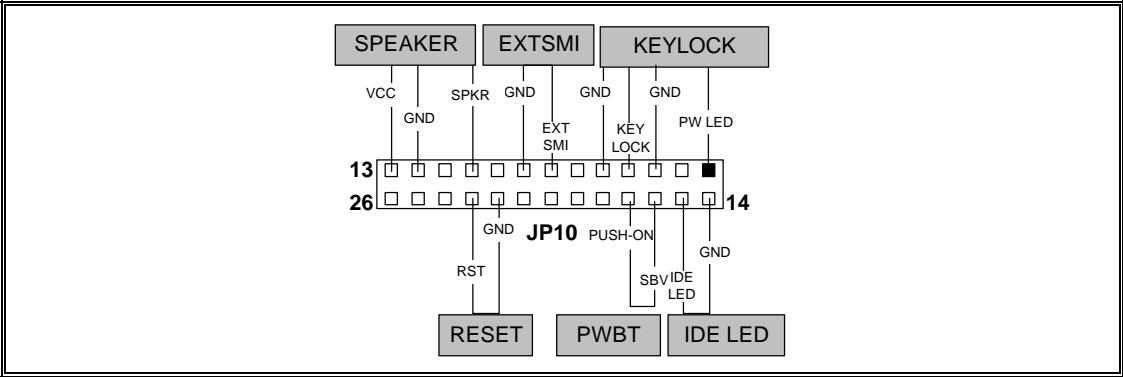 SPEAKER EXTSMI KEYLOCK
VCC SPKR GND GND GND
GND PW LED
EXT KEY
SMI LOCK
13
26 14
GND JP10 PUSH-ON
GND
RST SBV IDE
LED
RESET PWBT IDE LED